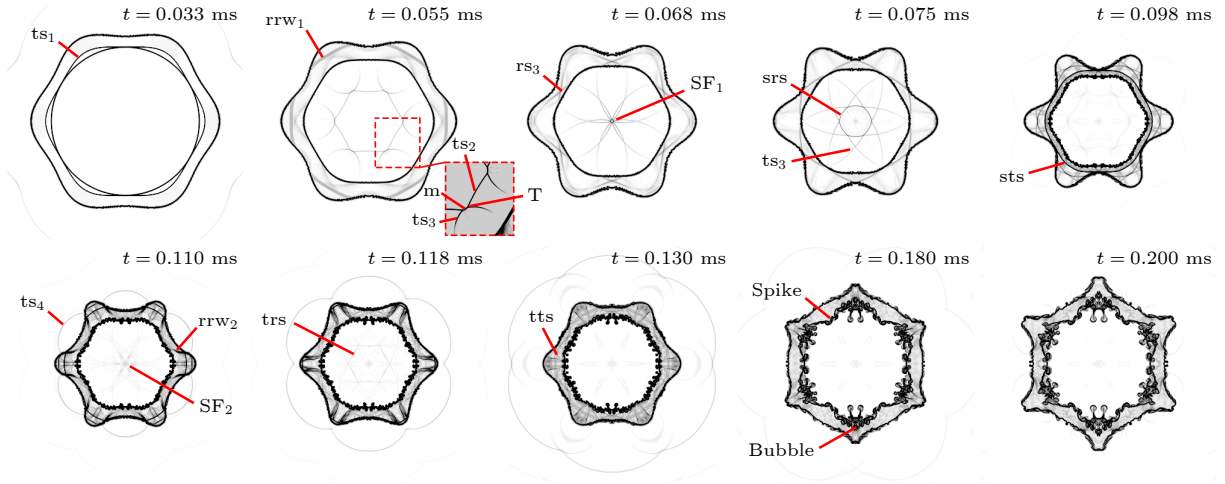 t = 0.033 ms
ts₁
t = 0.055 ms
rrw₁
ts₂
m
T
ts₃
t = 0.068 ms
rs₃
SF₁
t = 0.075 ms
srs
ts₃
t = 0.098 ms
sts
t = 0.110 ms
ts₄
rrw₂
SF₂
t = 0.118 ms
trs
t = 0.130 ms
tts
t = 0.180 ms
Spike
Bubble
t = 0.200 ms